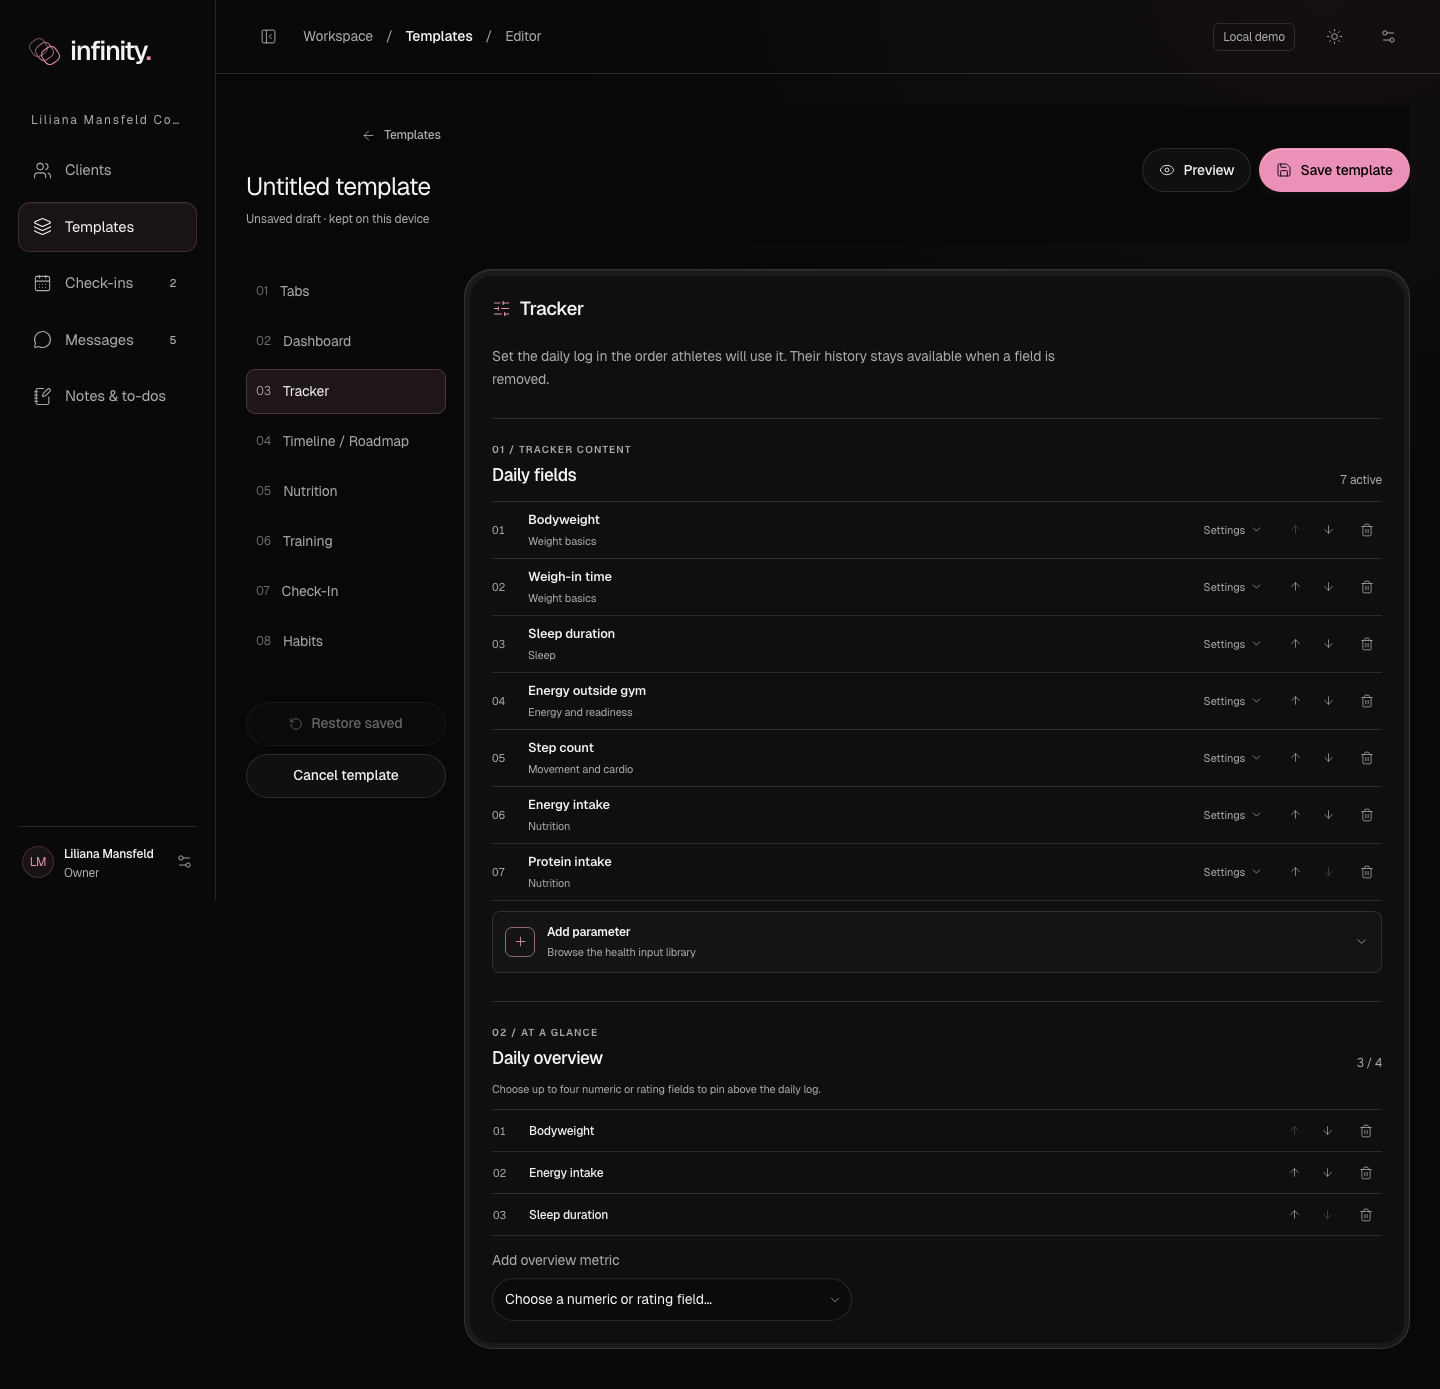 infinity.
Liliana Mansfeld Co…
Clients
Templates
Check-ins 2
Messages 5
Notes & to-dos
LM
Liliana Mansfeld
Owner
Workspace / Templates / Editor
Local demo
Templates
Untitled template
Unsaved draft · kept on this device
Preview
Save template
01 Tabs
02 Dashboard
03 Tracker
04 Timeline / Roadmap
05 Nutrition
06 Training
07 Check-In
08 Habits
Restore saved
Cancel template
Tracker
Set the daily log in the order athletes will use it. Their history stays available when a field is
removed.
01 / TRACKER CONTENT
Daily fields
7 active
01 Bodyweight Settings
Weight basics
02 Weigh-in time Settings
Weight basics
03 Sleep duration Settings
Sleep
04 Energy outside gym Settings
Energy and readiness
05 Step count Settings
Movement and cardio
06 Energy intake Settings
Nutrition
07 Protein intake Settings
Nutrition
Add parameter
Browse the health input library
02 / AT A GLANCE
Daily overview
3 / 4
Choose up to four numeric or rating fields to pin above the daily log.
01 Bodyweight
02 Energy intake
03 Sleep duration
Add overview metric
Choose a numeric or rating field...